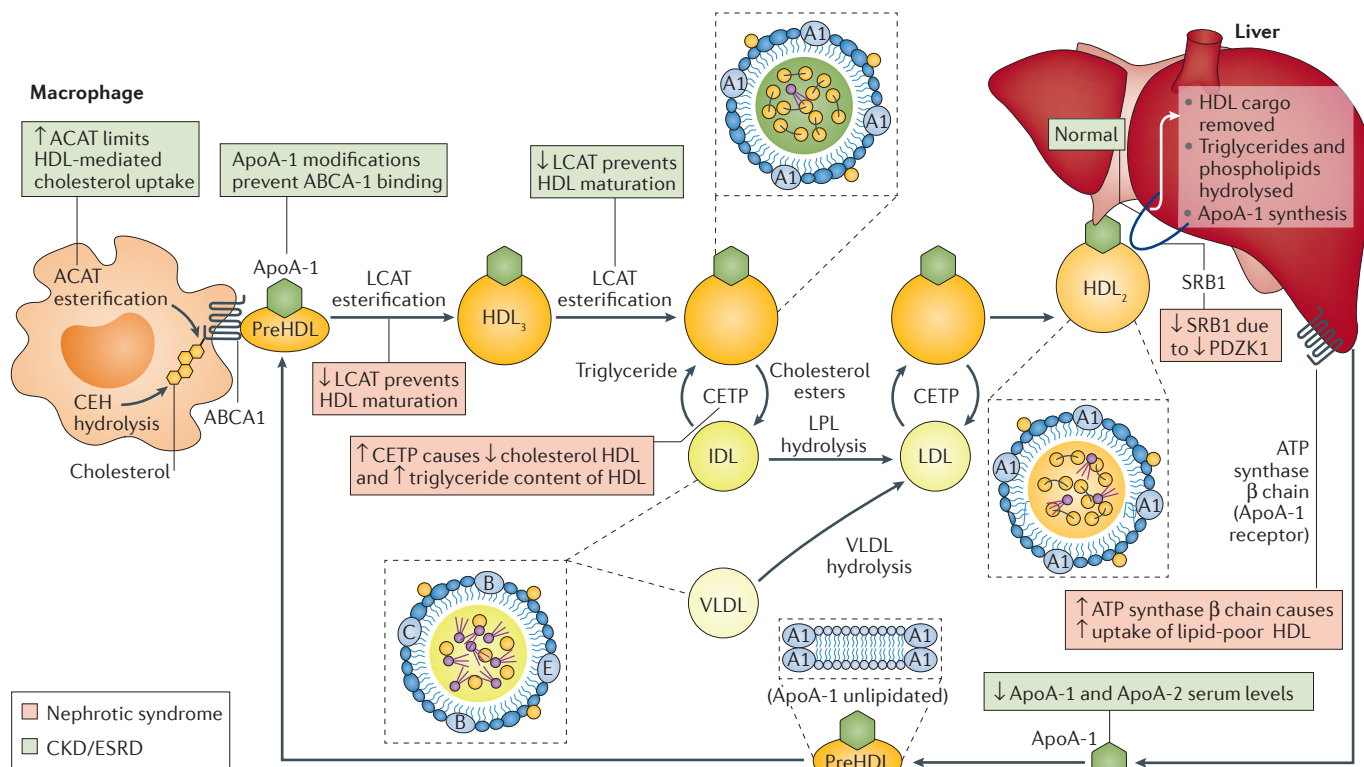 Macrophage
↑ ACAT limits
HDL-mediated
cholesterol uptake
ApoA-1 modifications
prevent ABCA-1 binding
↓ LCAT prevents
HDL maturation
A1
A1
A1
A1
Liver
Normal
• HDL cargo
removed
• Triglycerides and
phospholipids
hydrolysed
• ApoA-1 synthesis
ACAT
esterification
CEH
hydrolysis
Cholesterol
ABCA1
ApoA-1
PreHDL
LCAT
esterification
↓ LCAT prevents
HDL maturation
HDL₃
LCAT
esterification
Triglyceride
CETP
Cholesterol
esters
↑ CETP causes ↓ cholesterol HDL
and ↑ triglyceride content of HDL
IDL
LPL
hydrolysis
CETP
LDL
HDL₂
SRB1
↓ SRB1 due
to ↓ PDZK1
A1
A1
A1
A1
ATP
synthase
β chain
(ApoA-1
receptor)
VLDL
VLDL
hydrolysis
↑ ATP synthase β chain causes
↑ uptake of lipid-poor HDL
B
C
E
B
A1
A1
A1
A1
(ApoA-1 unlipidated)
PreHDL
↓ ApoA-1 and ApoA-2 serum levels
ApoA-1
Nephrotic syndrome
CKD/ESRD